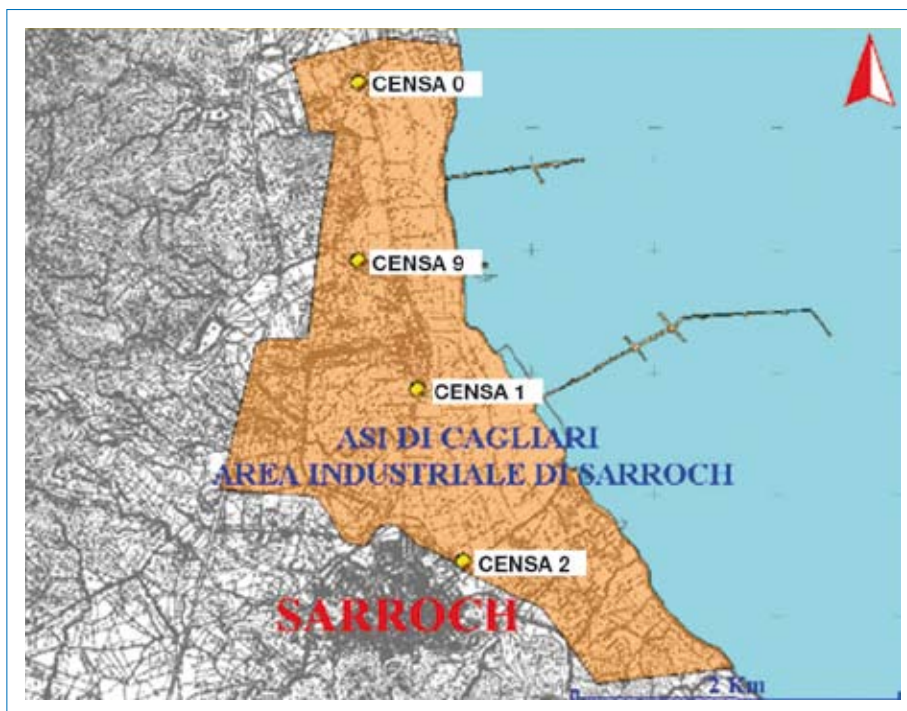 CENSA 0
CENSA 9
CENSA 1
ASI DI CAGLIARI
AREA INDUSTRIALE DI SARROCH
CENSA 2
SARROCH
2 Km